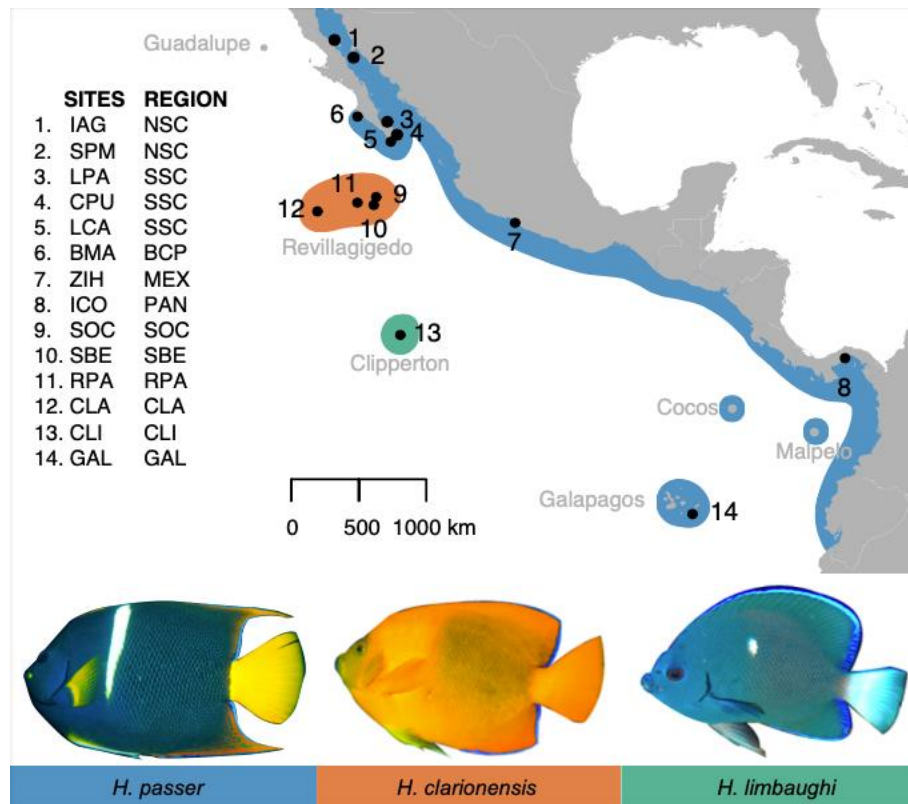 Guadalupe
SITES REGION
1. IAG NSC
2. SPM NSC
3. LPA SSC
4. CPU SSC
5. LCA SSC
6. BMA BCP
7. ZIH MEX
8. ICO PAN
9. SOC SOC
10. SBE SBE
11. RPA RPA
12. CLA CLA
13. CLI CLI
14. GAL GAL
1
2
6
3
5
4
11
9
12
10
Revillagigedo
7
13
Clipperton
8
Cocos
Malpelo
Galapagos
14
0 500 1000 km
H. passer
H. clarionensis
H. limbaughi